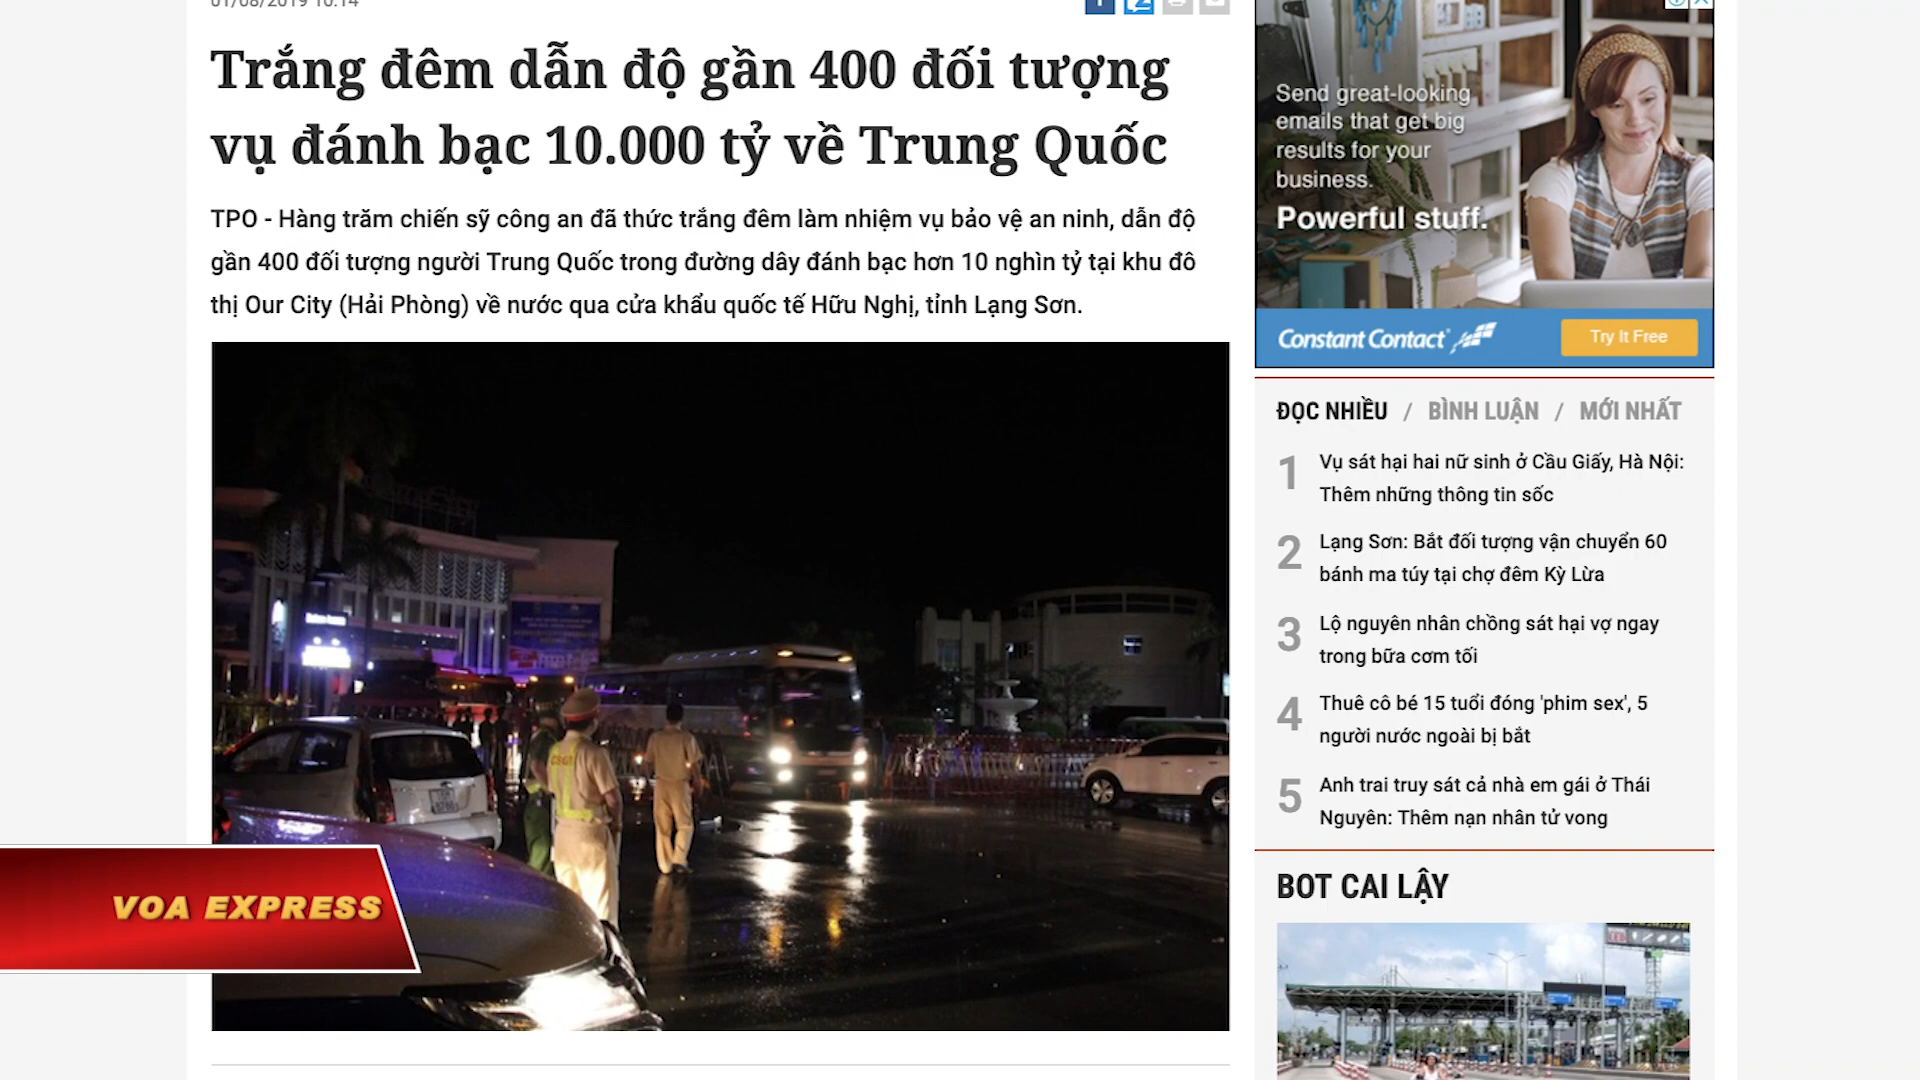 01/08/2019 10:14
Trắng đêm dẫn độ gần 400 đối tượng
vụ đánh bạc 10.000 tỷ về Trung Quốc
TPO - Hàng trăm chiến sỹ công an đã thức trắng đêm làm nhiệm vụ bảo vệ an ninh, dẫn độ
gần 400 đối tượng người Trung Quốc trong đường dây đánh bạc hơn 10 nghìn tỷ tại khu đô
thị Our City (Hải Phòng) về nước qua cửa khẩu quốc tế Hữu Nghị, tỉnh Lạng Sơn.
VOA EXPRESS
Send great-looking
emails that get big
results for your
business.
Powerful stuff.
Constant Contact
Try It Free
ĐỌC NHIỀU / BÌNH LUẬN / MỚI NHẤT
1 Vụ sát hại hai nữ sinh ở Cầu Giấy, Hà Nội:
Thêm những thông tin sốc
2 Lạng Sơn: Bắt đối tượng vận chuyển 60
bánh ma túy tại chợ đêm Kỳ Lừa
3 Lộ nguyên nhân chồng sát hại vợ ngay
trong bữa cơm tối
4 Thuê cô bé 15 tuổi đóng 'phim sex', 5
người nước ngoài bị bắt
5 Anh trai truy sát cả nhà em gái ở Thái
Nguyên: Thêm nạn nhân tử vong
BOT CAI LẬY